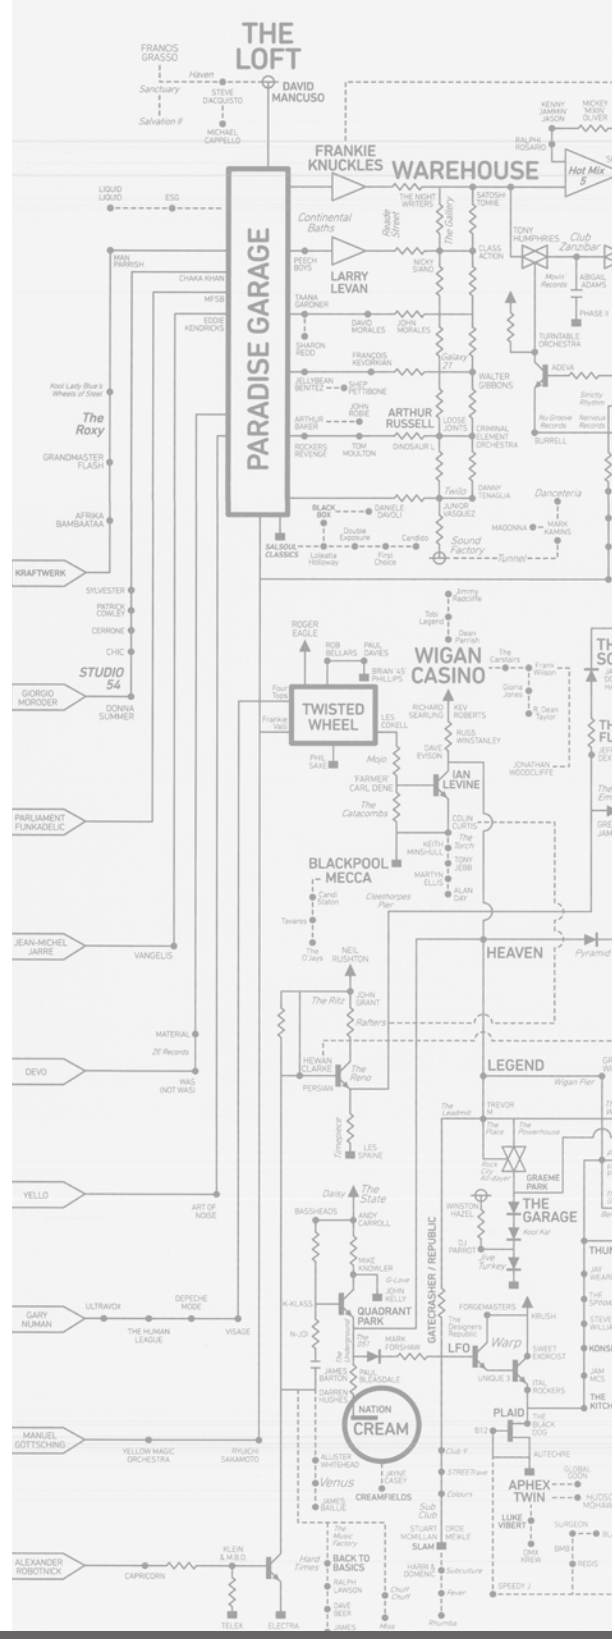 THE
LOFT
FRANCIS
GRASSO
Haven
Sanctuary
STEVE
D'ACQUISTO
DAVID
MANCUSO
Salvation II
MICHAEL
CAPPELLO
KENNY
JAMMIN'
JASON
MICKEY
'MIXIN'
OLIVER
RALPHI
ROSARIO
Hot Mix
5
FRANKIE
KNUCKLES
WAREHOUSE
THE NIGHT
WRITERS
SATOSHI
TOMIIE
LIQUID
LIQUID
ESG
Continental
Baths
Reade
Street
The Gallery
TONY
HUMPHRIES
Club
Zanzibar
PARADISE GARAGE
MAN
PARRISH
CHAKA KHAN
MFSB
EDDIE
KENDRICKS
PEECH
BOYS
LARRY
LEVAN
NICKY
SIANO
CLASS
ACTION
Movin'
Records
ABIGAIL
ADAMS
PHASE II
TAANA
GARDNER
DAVID
MORALES
JOHN
MORALES
SHARON
REDD
TURNTABLE
ORCHESTRA
FRANCOIS
KEVORKIAN
Galaxy
21
WALTER
GIBBONS
ADEVA
JELLYBEAN
BENITEZ
SHEP
PETTIBONE
Kool Lady Blue's
Wheels of Steel
The
Roxy
ARTHUR
BAKER
JOHN
ROBIE
ARTHUR
RUSSELL
LOOSE
JOINTS
CRIMINAL
ELEMENT
ORCHESTRA
Strictly
Rhythm
Nu Groove
Records
Nervous
Records
BURRELL
ROCKERS
REVENGE
TOM
MOULTON
DINOSAUR L
GRANDMASTER
FLASH
AFRIKA
BAMBAATAA
BLACK
BOX
DANIELE
DAVOLI
Twilo
JUNIOR
VASQUEZ
DANNY
TENAGLIA
Danceteria
MADONNA
MARK
KAMINS
SALSOUL
CLASSICS
Loleatta
Holloway
Double
Exposure
First
Choice
Candido
Sound
Factory
Tunnel
KRAFTWERK
SYLVESTER
PATRICK
COWLEY
CERRONE
CHIC
STUDIO
54
GIORGIO
MORODER
DONNA
SUMMER
Jimmy
Radcliffe
Tobi
Legend
Dean
Parrish
WIGAN
CASINO
ROGER
EAGLE
ROB
BELLARS
PAUL
DAVIES
BRIAN '45'
PHILLIPS
The
Carstairs
Frank
Wilson
Gloria
Jones
R. Dean
Taylor
Four
Tops
Frankie
Valli
TWISTED
WHEEL
LES
COKELL
RICHARD
SEARLING
KEV
ROBERTS
RUSS
WINSTANLEY
DAVE
EVISON
PHIL
SAXE
Mojo
'FARMER'
CARL DENE
IAN
LEVINE
JONATHAN
WOODCLIFFE
The
Catacombs
COLIN
CURTIS
The
Torch
KEITH
MINSHULL
TONY
JEBB
MARTYN
ELLIS
ALAN
DAY
PARLIAMENT
FUNKADELIC
BLACKPOOL
MECCA
Candi
Staton
Tavares
The
O'Jays
Cleethorpes
Pier
JEAN-MICHEL
JARRE
VANGELIS
HEAVEN
Pyramid
NEIL
RUSHTON
The Ritz
JOHN
GRANT
Rafters
MATERIAL
ZE Records
WAS
(NOT WAS)
DEVO
HEWAN
CLARKE
The
Reno
PERSIAN
LEGEND
Wigan Pier
Timepiece
LES
SPAINE
The
Leadmill
TREVOR
M.
The
Place
The
Powerhouse
Rock
City
All-dayer
GRAEME
PARK
YELLO
ART OF
NOISE
Daisy
The
State
BASSHEADS
ANDY
CARROLL
WINSTON
HAZEL
THE
GARAGE
Kool Kat
DJ
PARROT
Jive
Turkey
MIKE
KNOWLER
G-Love
JOHN
KELLY
K-KLASS
QUADRANT
PARK
GATECRASHER / REPUBLIC
GARY
NUMAN
ULTRAVOX
THE HUMAN
LEAGUE
DEPECHE
MODE
VISAGE
N-JOI
The
Underground
The
051
MARK
FORSHAW
The
Designers
Republic
FORGEMASTERS
KRUSH
LFO
Warp
SWEET
EXORCIST
UNIQUE 3
ITAL
ROCKERS
JAMES
BARTON
PAUL
BLEASDALE
DARREN
HUGHES
NATION
CREAM
PLAID
B12
THE
BLACK
DOG
AUTECHRE
MANUEL
GÖTTSCHING
YELLOW MAGIC
ORCHESTRA
RYUICHI
SAKAMOTO
ALLISTER
WHITEHEAD
Venus
JAMES
BAILLIE
JAYNE
CASEY
CREAMFIELDS
Club 9
STREETrave
Colours
Sub
Club
STUART
MCMILLAN
ORDE
MEIKLE
SLAM
APHEX
TWIN
GLOBAL
GOON
LUKE
VIBERT
DMX
KREW
SURGEON
BMB
REGIS
The
Music
Factory
BACK TO
BASICS
Hard
Times
RALPH
LAWSON
DAVE
BEER
JAMES
Chuff
Chuff
Miss
HARRI &
DOMENIC
Subculture
Fever
Rhumba
SPEEDY J
ALEXANDER
ROBOTNICK
CAPRICORN
KLEIN
& M.B.O.
TELEX
ELECTRA
JAY